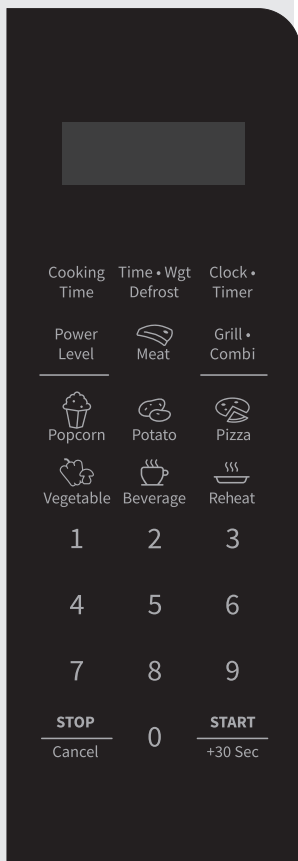 Cooking Time • Wgt Clock •
Time Defrost Timer
Power Grill •
Level Meat Combi
Popcorn Potato Pizza
Vegetable Beverage Reheat
1 2 3
4 5 6
7 8 9
STOP START
0
Cancel +30 Sec